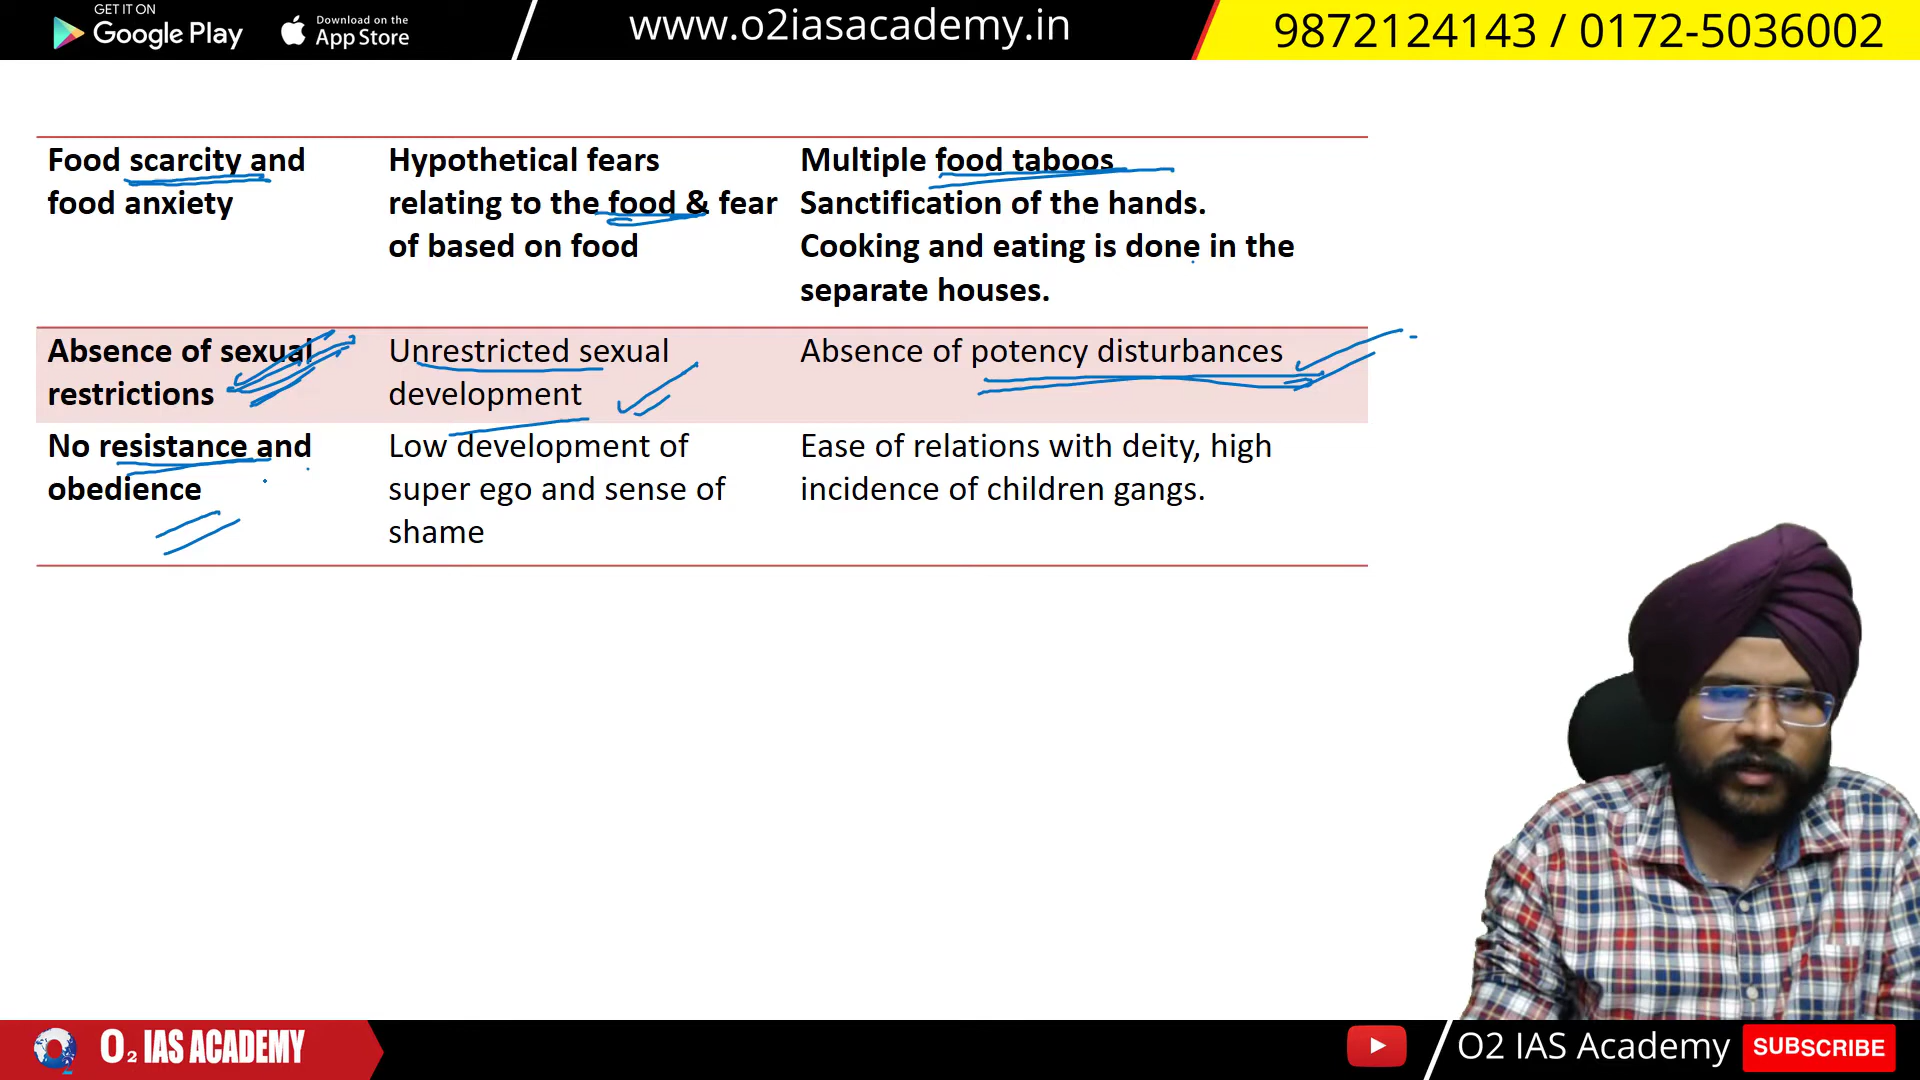 GET IT ON
Google Play
Download on the
App Store
www.o2iasacademy.in
9872124143 / 0172-5036002
Food scarcity and
food anxiety
Hypothetical fears
relating to the food & fear
of based on food
Multiple food taboos
Sanctification of the hands.
Cooking and eating is done in the
separate houses.
Absence of sexual
restrictions
Unrestricted sexual
development
Absence of potency disturbances
No resistance and
obedience
Low development of
super ego and sense of
shame
Ease of relations with deity, high
incidence of children gangs.
O2 IAS ACADEMY
O2 IAS Academy
SUBSCRIBE